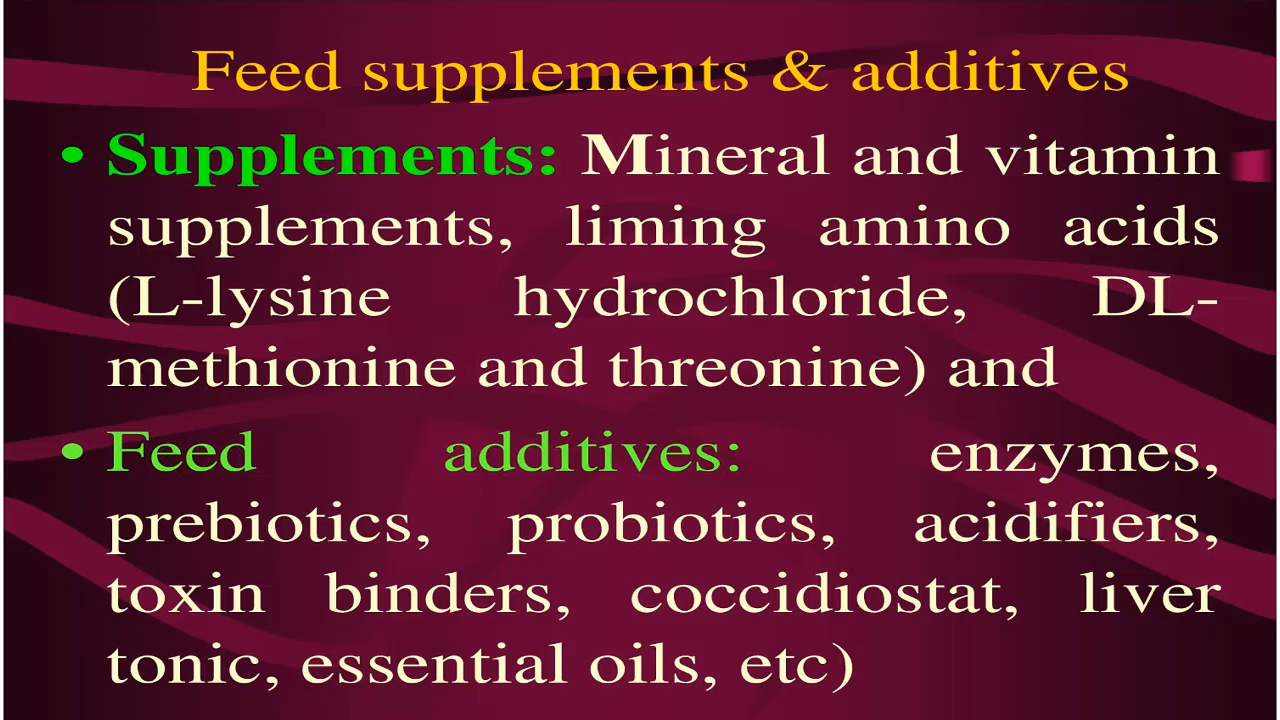 Feed supplements & additives
• Supplements: Mineral and vitamin
supplements, liming amino acids
(L-lysine hydrochloride, DL-
methionine and threonine) and
• Feed additives: enzymes,
prebiotics, probiotics, acidifiers,
toxin binders, coccidiostat, liver
tonic, essential oils, etc)